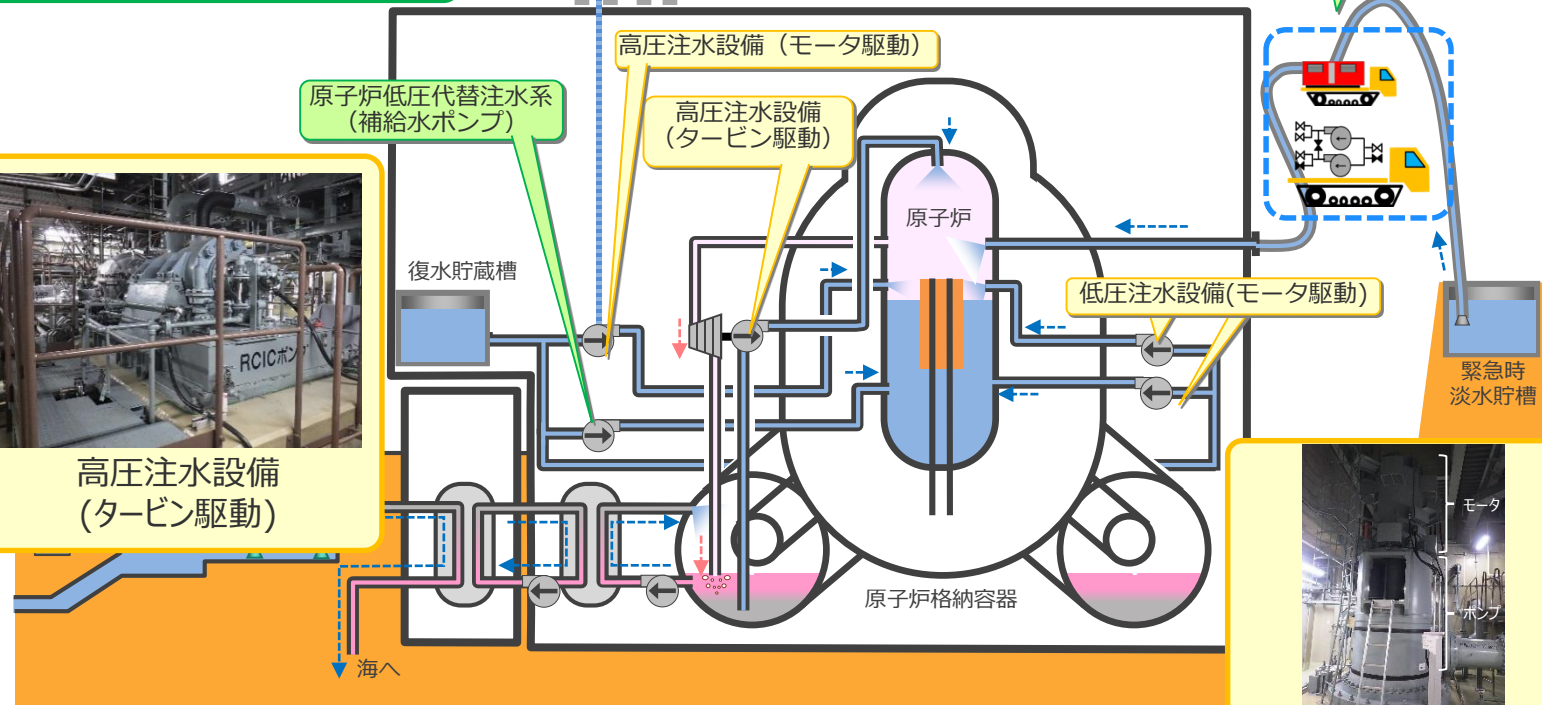 高圧注水設備（モータ駆動）
原子炉低圧代替注水系
（補給水ポンプ）
高圧注水設備
（タービン駆動）
原子炉
復水貯蔵槽
低圧注水設備(モータ駆動)
RCICポンプ
緊急時
淡水貯槽
高圧注水設備
(タービン駆動)
モータ
ポンプ
原子炉格納容器
海へ